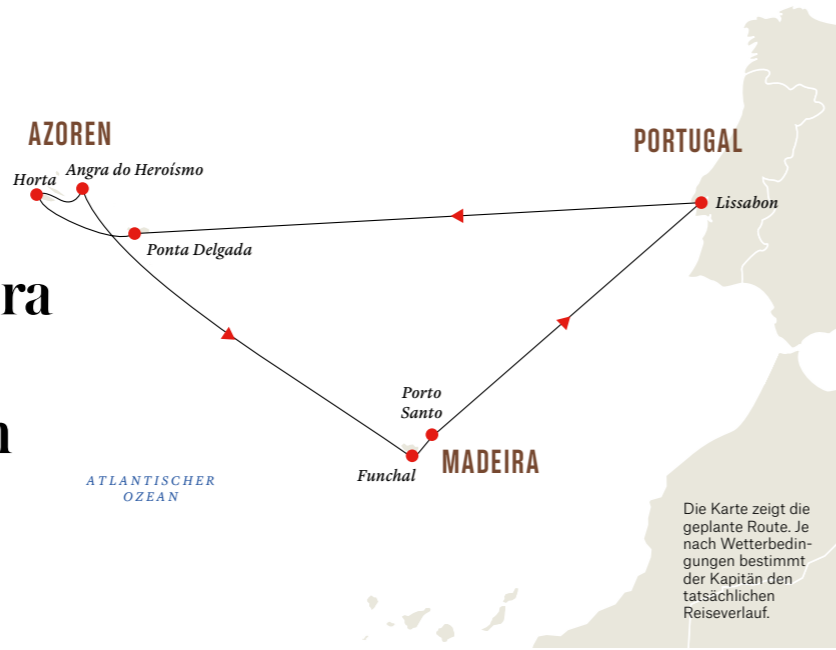 AZOREN
PORTUGAL
Angra do Heroísmo
Horta
Lissabon
Ponta Delgada
ra
Porto
Santo
n
MADEIRA
Funchal
ATLANTISCHER
OZEAN
Die Karte zeigt die
geplante Route. Je
nach Wetterbedin-
gungen bestimmt
der Kapitän den
tatsächlichen
Reiseverlauf.